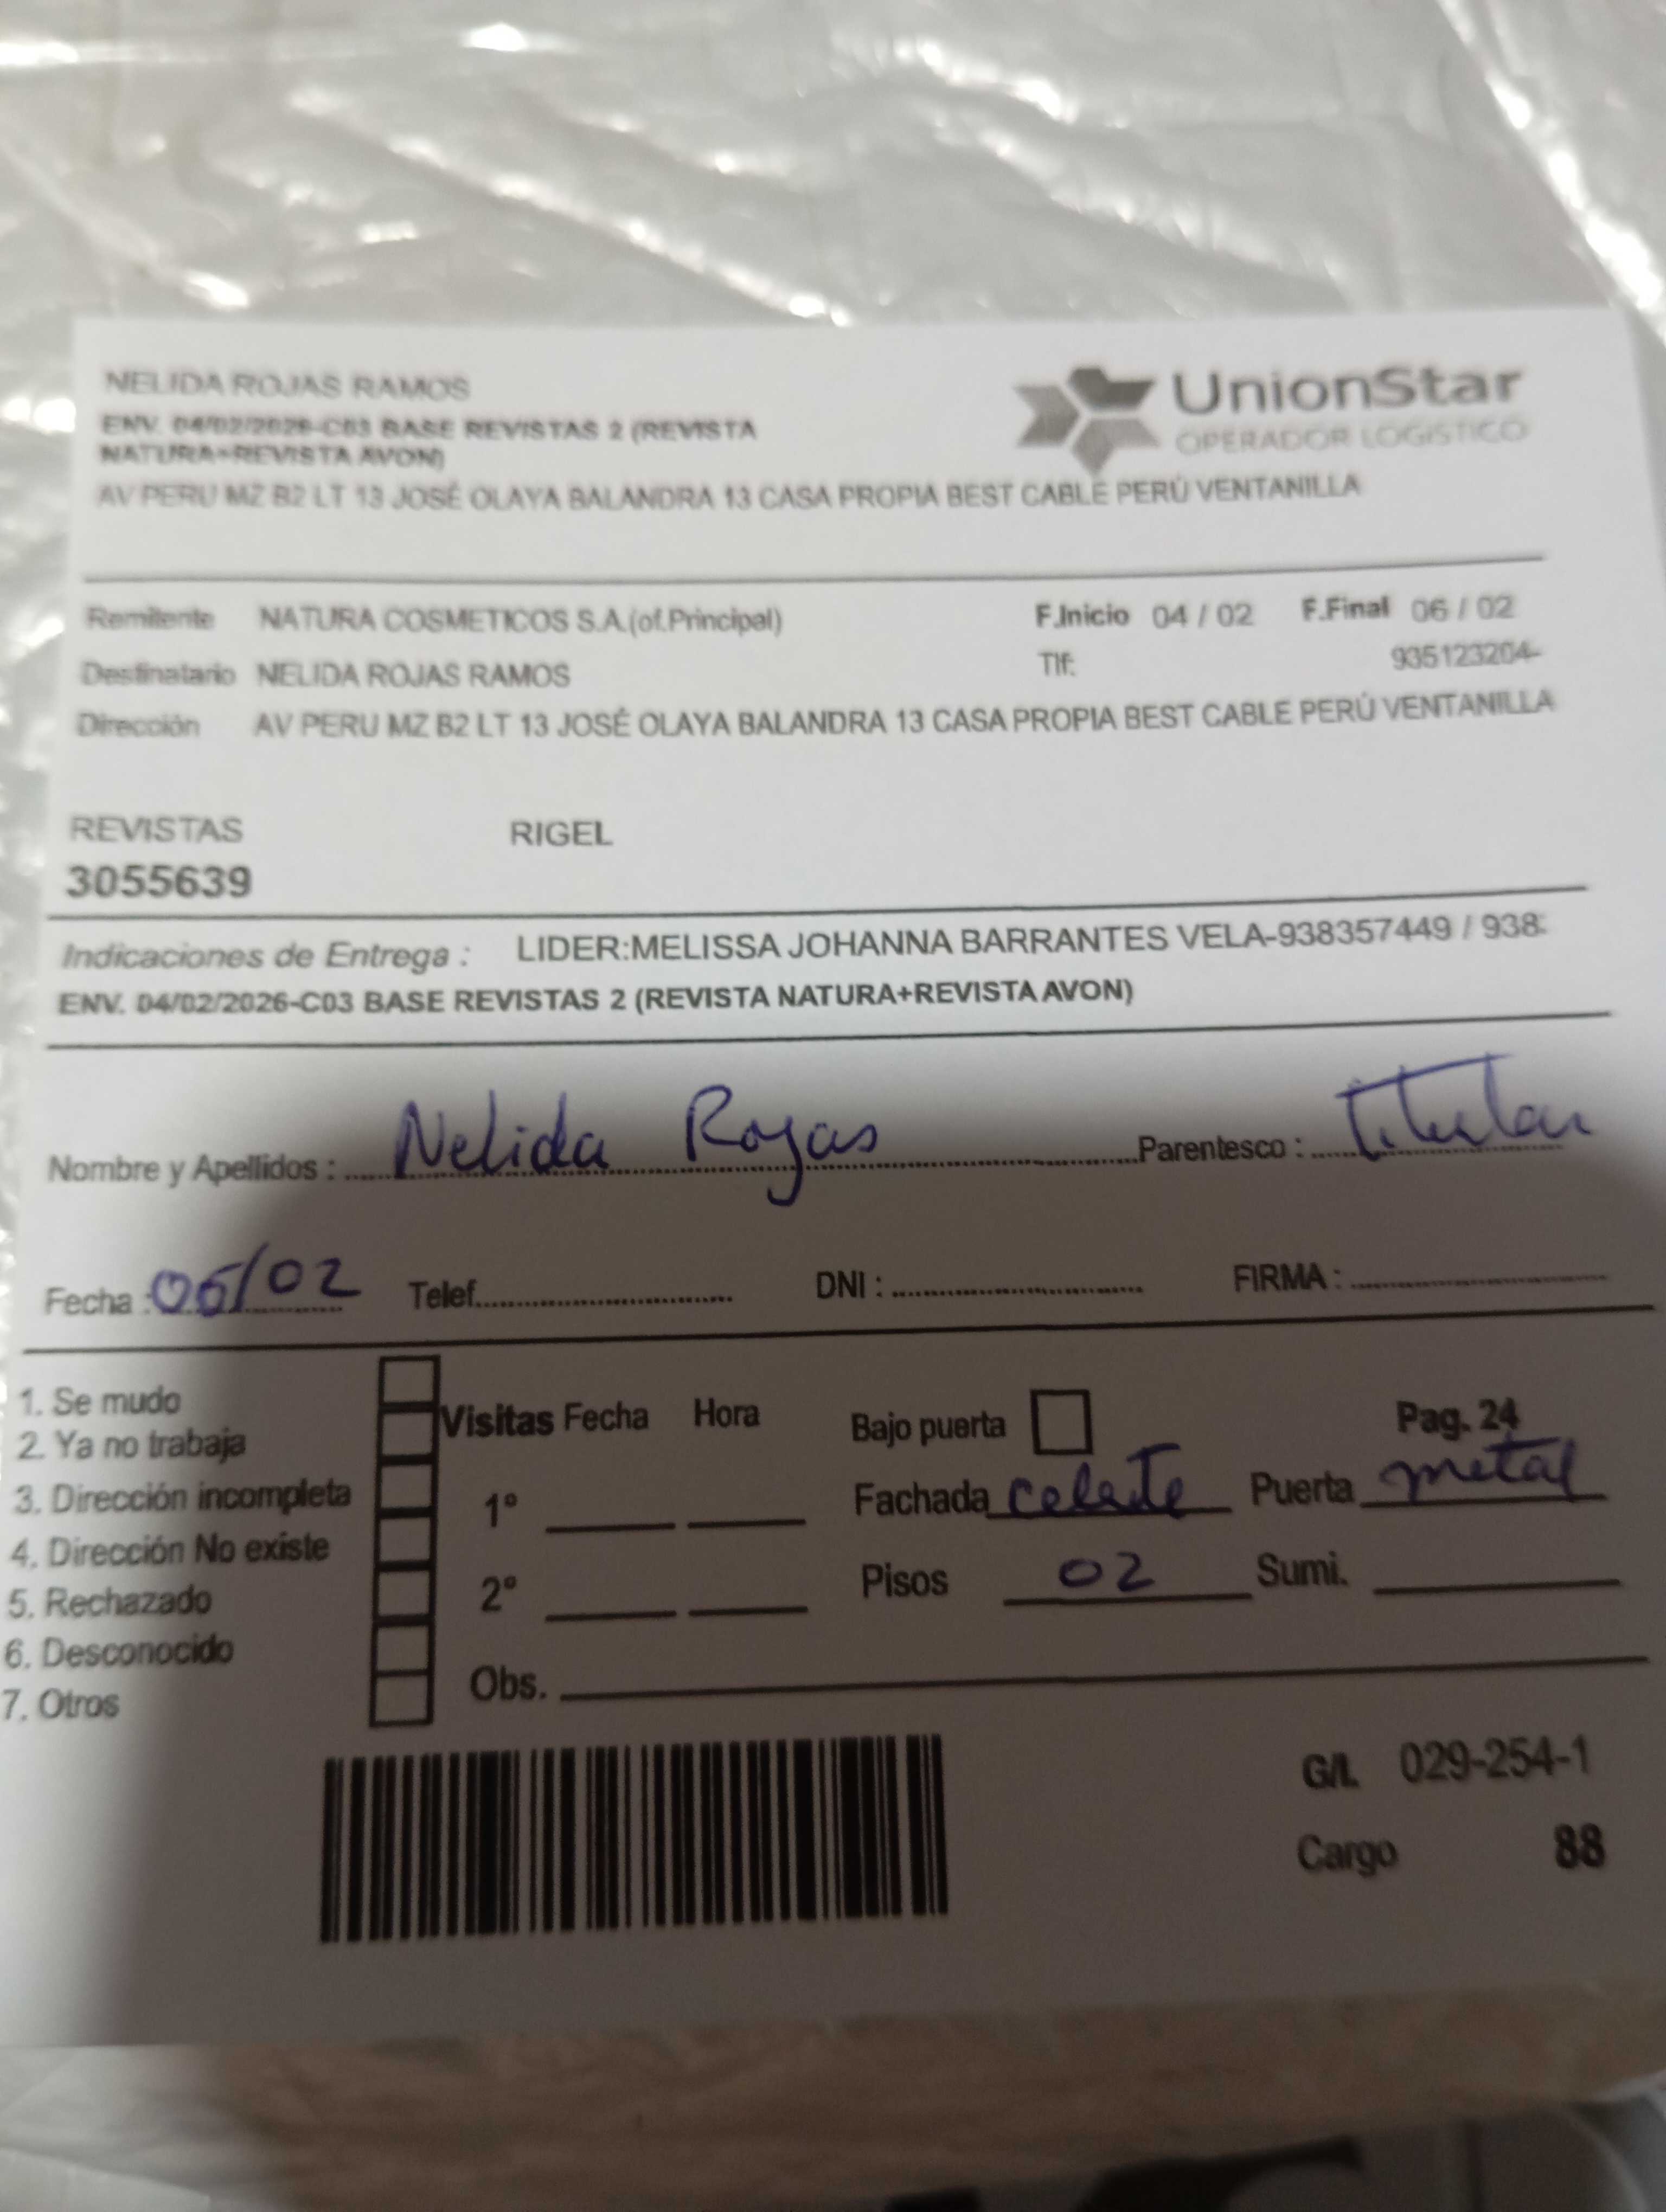 NELIDA ROJAS RAMOS
ENV. 04/02/2026-C03 BASE REVISTAS 2 (REVISTA
NATURA+REVISTA AVON)
AV PERU MZ B2 LT 13 JOSÉ OLAYA BALANDRA 13 CASA PROPIA BEST CABLE PERÚ VENTANILLA
UnionStar
OPERADOR LOGISTICO
Remitente NATURA COSMETICOS S.A.(of.Principal) F.Inicio 04 / 02 F.Final 06 / 02
Destinatario NELIDA ROJAS RAMOS Tlf: 935123204-
Dirección AV PERU MZ B2 LT 13 JOSÉ OLAYA BALANDRA 13 CASA PROPIA BEST CABLE PERÚ VENTANILLA
REVISTAS RIGEL
3055639
Indicaciones de Entrega : LIDER:MELISSA JOHANNA BARRANTES VELA-938357449 / 938
ENV. 04/02/2026-C03 BASE REVISTAS 2 (REVISTA NATURA+REVISTA AVON)
Nombre y Apellidos : Nelida Rojas Parentesco : titular
Fecha : 05/02 Telef. DNI : FIRMA :
1. Se mudo
2. Ya no trabaja
3. Dirección incompleta
4. Dirección No existe
5. Rechazado
6. Desconocido
7. Otros
Visitas Fecha Hora
1°
2°
Obs.
Bajo puerta Pag. 24
Fachada celeste Puerta metal
Pisos 02 Sumi.
G/L 029-254-1
Cargo 88